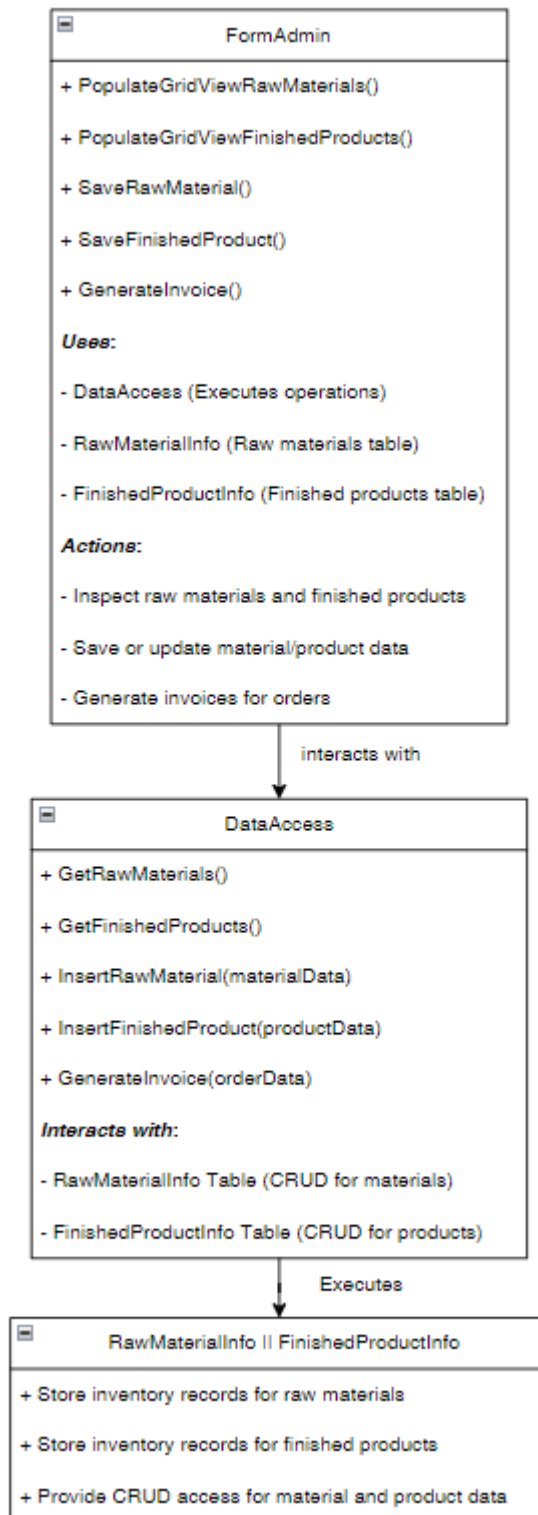 FormAdmin
+ PopulateGridViewRawMaterials()
+ PopulateGridViewFinishedProducts()
+ SaveRawMaterial()
+ SaveFinishedProduct()
+ GenerateInvoice()
Uses:
- DataAccess (Executes operations)
- RawMaterialInfo (Raw materials table)
- FinishedProductInfo (Finished products table)
Actions:
- Inspect raw materials and finished products
- Save or update material/product data
- Generate invoices for orders
interacts with
DataAccess
+ GetRawMaterials()
+ GetFinishedProducts()
+ InsertRawMaterial(materialData)
+ InsertFinishedProduct(productData)
+ GenerateInvoice(orderData)
Interacts with:
- RawMaterialInfo Table (CRUD for materials)
- FinishedProductInfo Table (CRUD for products)
Executes
RawMaterialInfo || FinishedProductInfo
+ Store inventory records for raw materials
+ Store inventory records for finished products
+ Provide CRUD access for material and product data